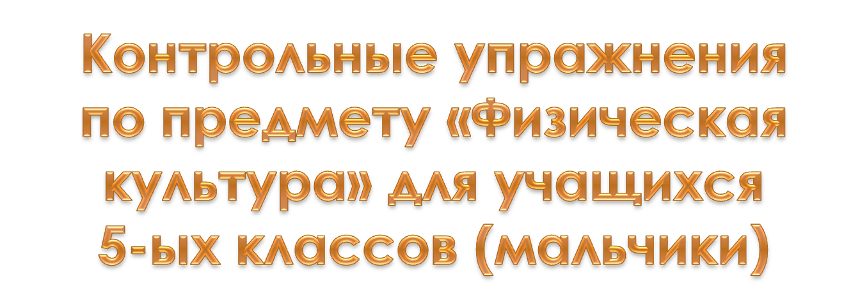 Контрольные упражнения
по предмету «Физическая
культура» для учащихся
5-ых классов (мальчики)